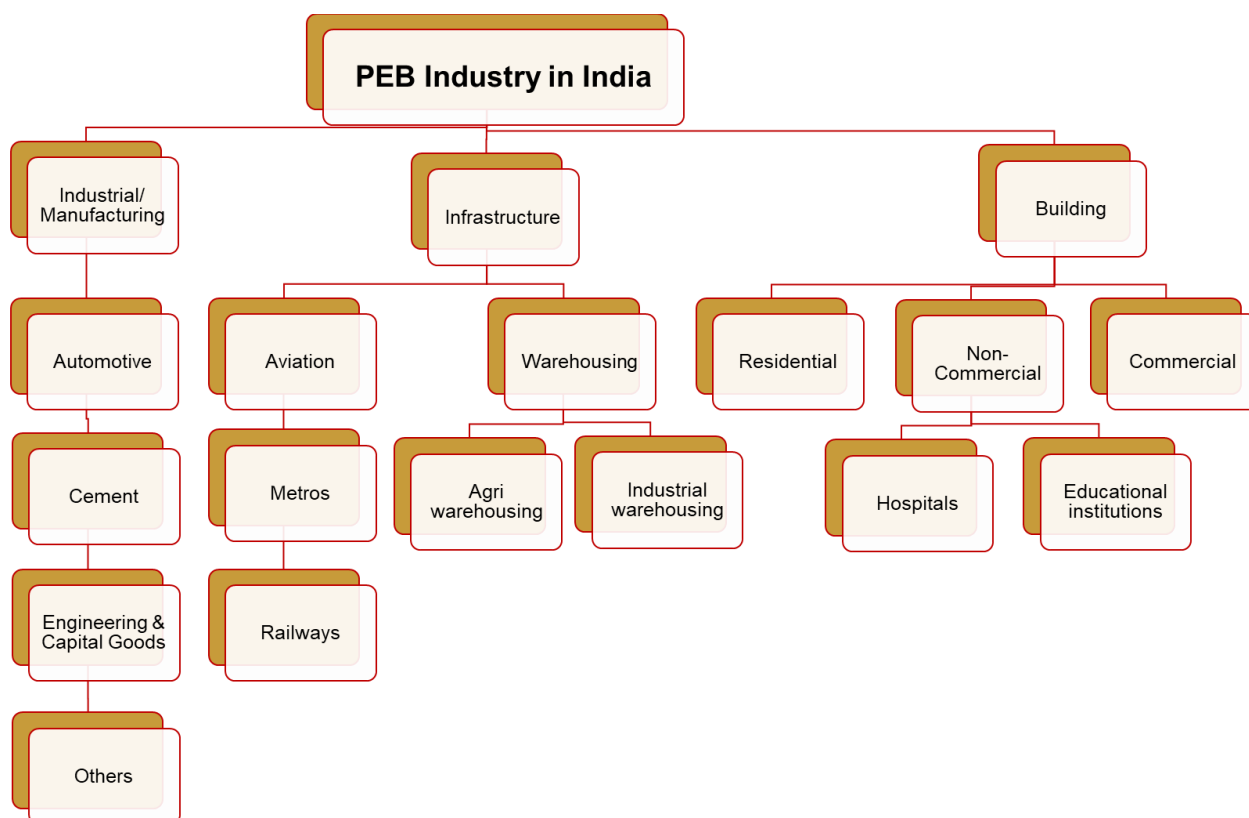 PEB Industry in India
Industrial/
Manufacturing
Infrastructure
Building
Automotive
Aviation
Warehousing
Residential
Non-
Commercial
Commercial
Cement
Metros
Agri
warehousing
Industrial
warehousing
Hospitals
Educational
institutions
Engineering &
Capital Goods
Railways
Others